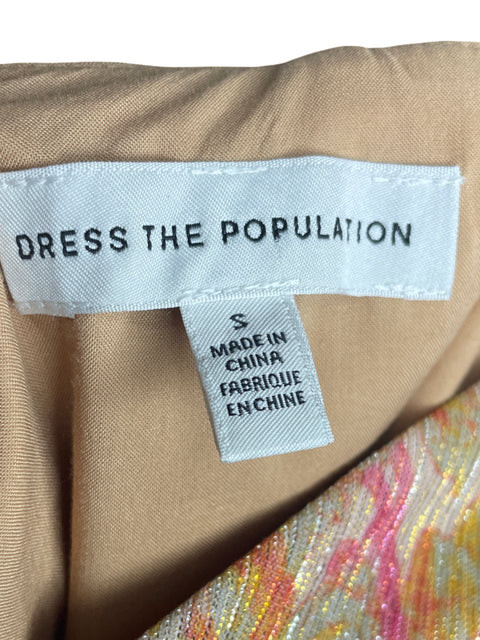 DRESS THE POPULATION
S
MADE IN
CHINA
FABRIQUE
EN CHINE